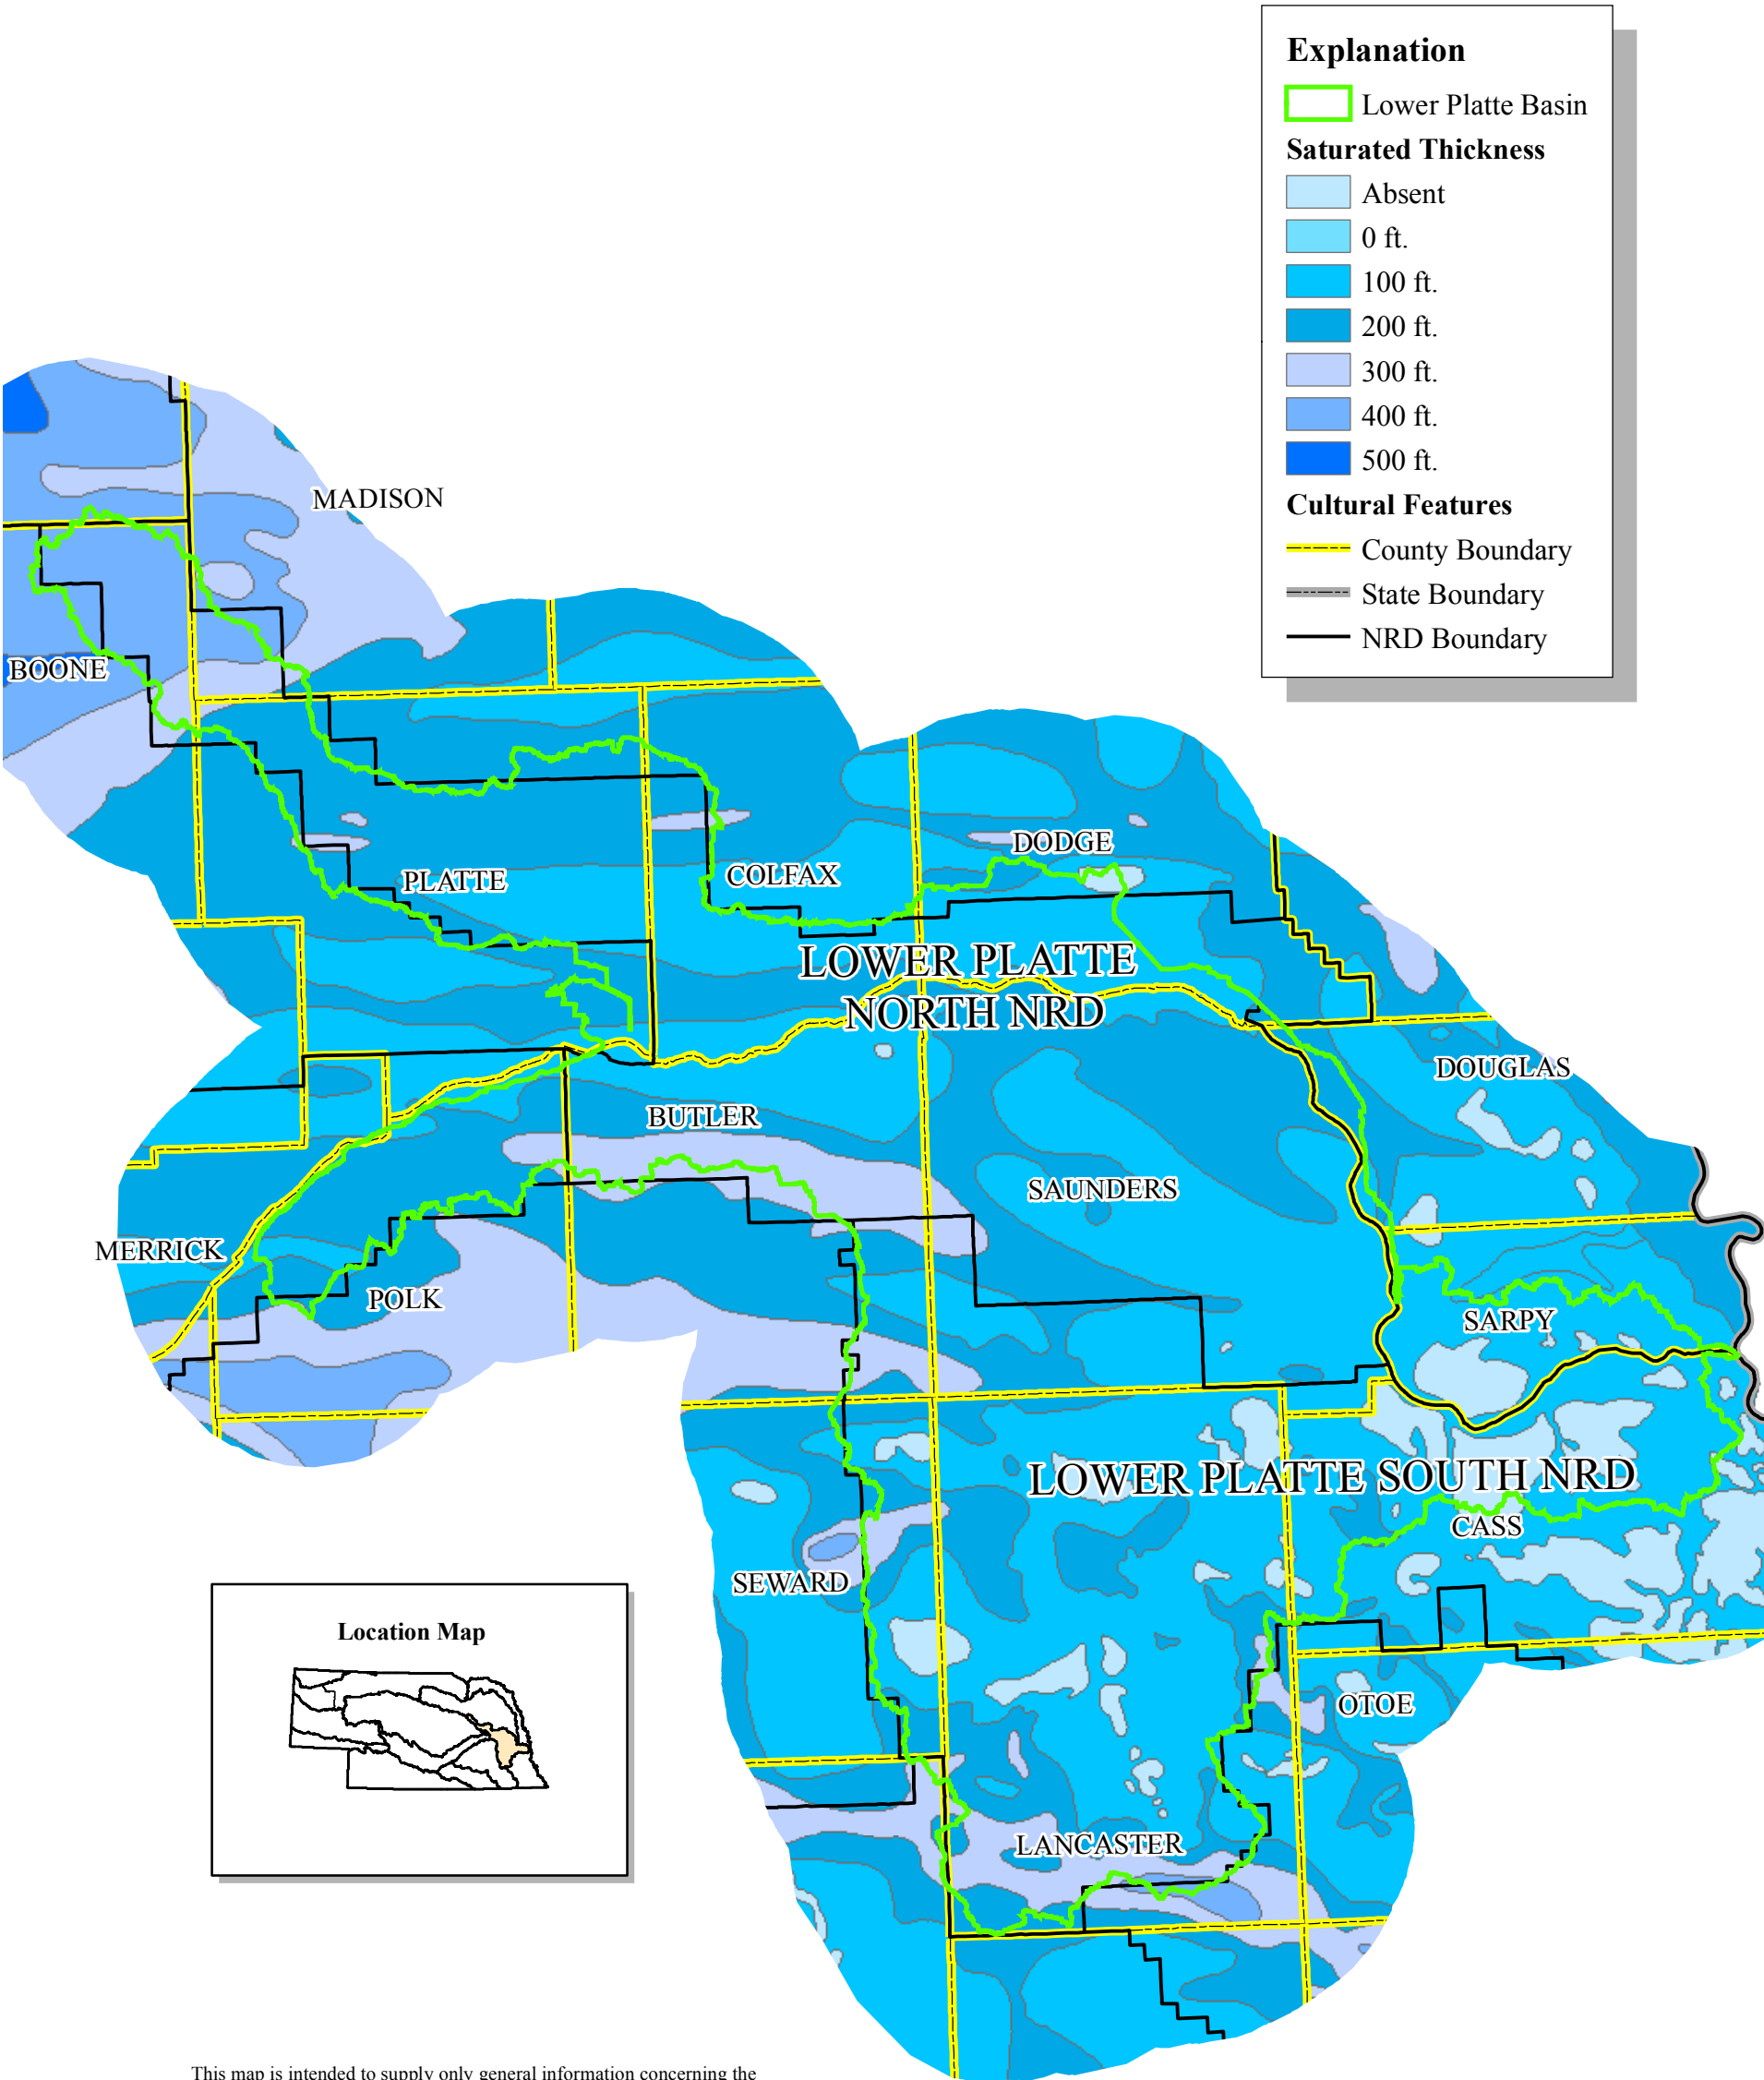 Explanation
Lower Platte Basin
Saturated Thickness
Absent
0 ft.
100 ft.
200 ft.
300 ft.
400 ft.
500 ft.
Cultural Features
County Boundary
State Boundary
NRD Boundary
MADISON
BOONE
PLATTE
COLFAX
DODGE
LOWER PLATTE
NORTH NRD
DOUGLAS
BUTLER
SAUNDERS
MERRICK
POLK
SARPY
LOWER PLATTE SOUTH NRD
CASS
SEWARD
OTOE
LANCASTER
Location Map
This map is intended to supply only general information concerning the